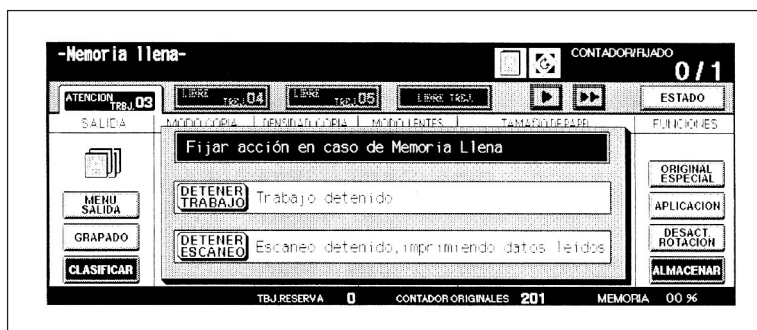 -Memoria llena-
CONTADOR/FIJADO
0/1
ATENCION TRBJ.03
LIBRE TRBJ.04
LIBRE TRBJ.05
LIBRE TRBJ.
ESTADO
SALIDA
MODO COPIA
DENSIDAD COPIA
MODO LENTES
TAMAÑO DE PAPEL
FUNCIONES
Fijar acción en caso de Memoria Llena
DETENER TRABAJO
Trabajo detenido
DETENER ESCANEO
Escaneo detenido,imprimiendo datos leídos
MENU SALIDA
GRAPADO
CLASIFICAR
ORIGINAL ESPECIAL
APLICACION
DESACT. ROTACION
ALMACENAR
TBJ.RESERVA 0
CONTADOR ORIGINALES 201
MEMORIA 00 %